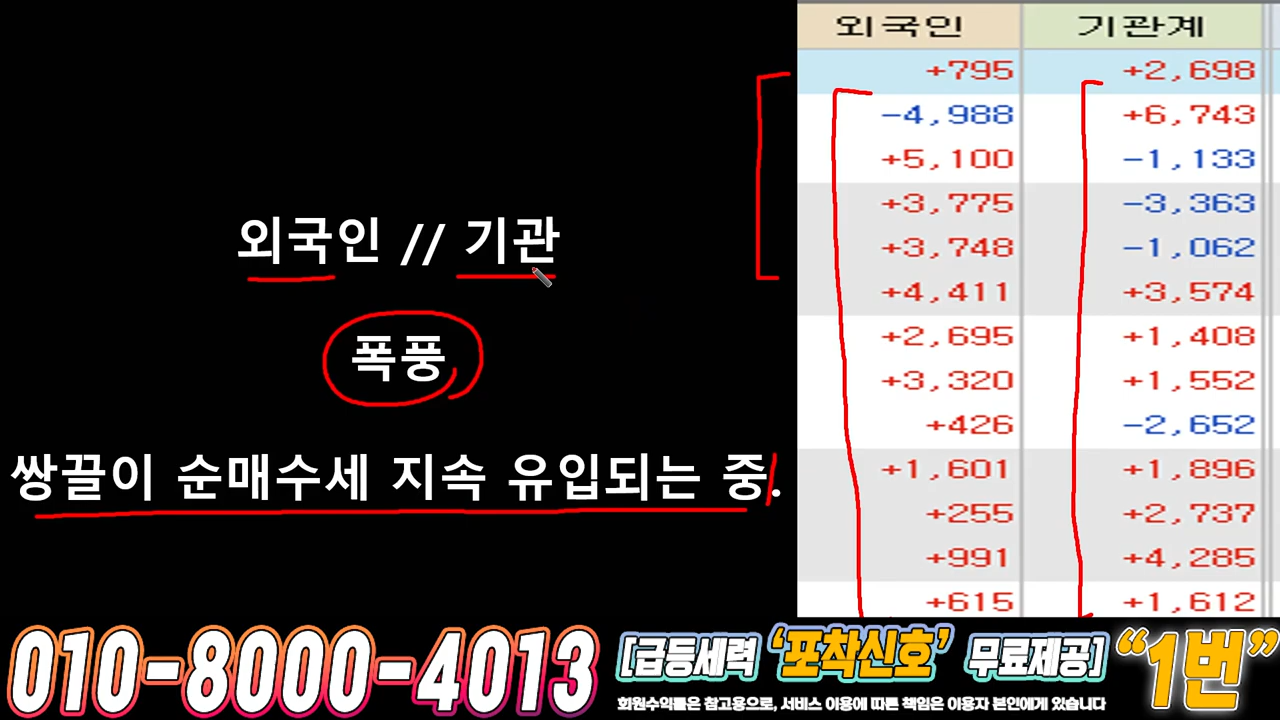 외국인 // 기관
폭풍
쌍끌이 순매수세 지속 유입되는 중.
외국인 기관계
+795 +2,698
-4,988 +6,743
+5,100 -1,133
+3,775 -3,363
+3,748 -1,062
+4,411 +3,574
+2,695 +1,408
+3,320 +1,552
+426 -2,652
+1,601 +1,896
+255 +2,737
+991 +4,285
+615 +1,612
010-8000-4013 [급등세력 ‘포착신호’ 무료제공] “1번”
회원수익률은 참고용으로, 서비스 이용에 따른 책임은 이용자 본인에게 있습니다